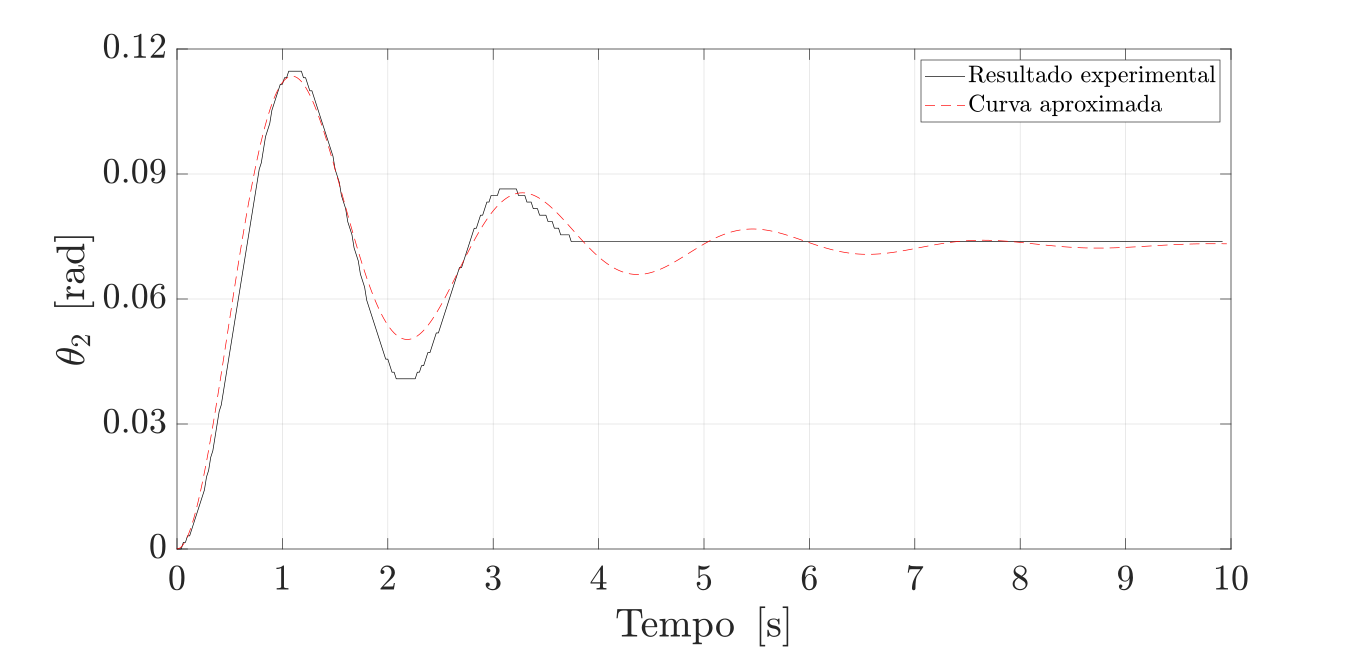 0.12
0.09
0.06
0.03
0
θ₂ [rad]
0 1 2 3 4 5 6 7 8 9 10
Tempo [s]
Resultado experimental
Curva aproximada